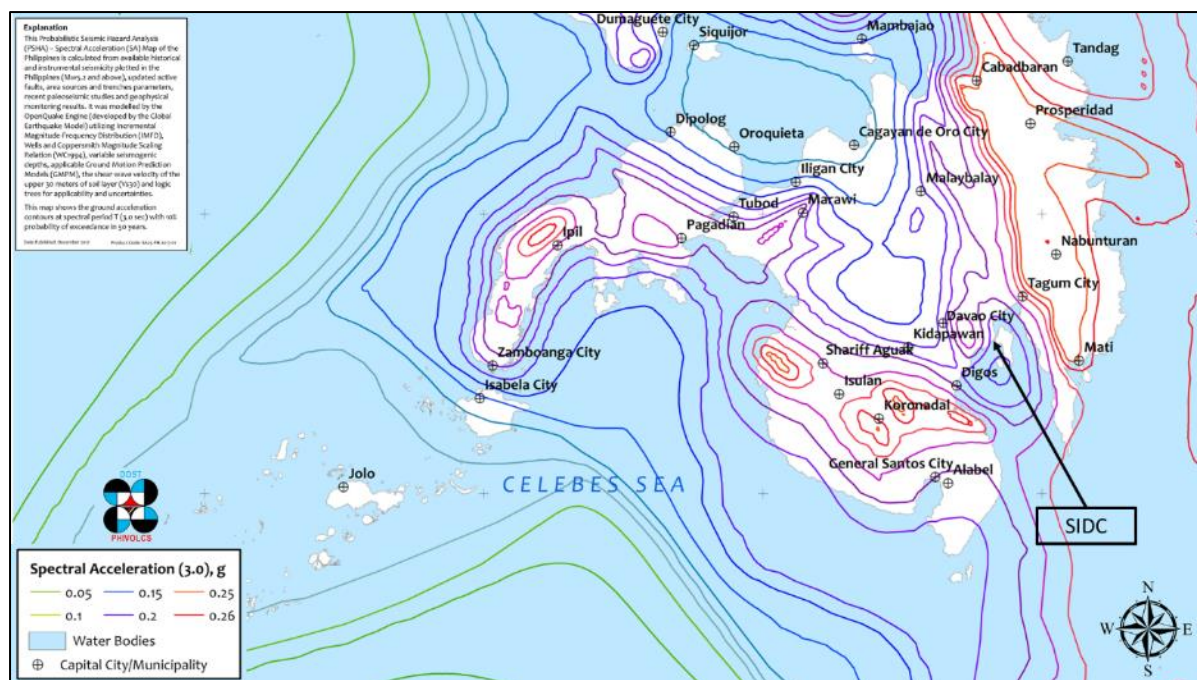 Explanation
This Probabilistic Seismic Hazard Analysis
(PSHA) – Spectral Acceleration (SA) Map of the
Philippines is calculated from available historical
and instrumental seismicity plotted in the
Philippines (Mw5.2 and above), updated active
faults, area sources and trenches parameters,
recent paleoseismic studies and geophysical
monitoring results. It was modelled by the
OpenQuake Engine (developed by the Global
Earthquake Model) utilizing Incremental
Magnitude Frequency Distribution (IMFD),
Wells and Coppersmith Magnitude Scaling
Relation (WC1994), variable seismogenic
depths, applicable Ground Motion Prediction
Models (GMPM), the shear wave velocity of the
upper 30 meters of soil layer (Vs30) and logic
trees for applicability and uncertainties.
This map shows the ground acceleration
contours at spectral period T (3.0 sec) with 10%
probability of exceedance in 50 years.
Date Published: December 2017
Dumaguete City
Siquijor
Mambajao
Tandag
Cabadbaran
Prosperidad
Dipolog
Oroquieta
Cagayan de Oro City
Iligan City
Malaybalay
Tubod
Marawi
Ipil
Pagadian
Nabunturan
Tagum City
Davao City
Kidapawan
Zamboanga City
Shariff Aguak
Mati
Digos
Isabela City
Isulan
Koronadal
General Santos City
Alabel
Jolo
CELEBES SEA
SIDC
DOST
PHIVOLCS
Spectral Acceleration (3.0), g
0.05 0.15 0.25
0.1 0.2 0.26
Water Bodies
Capital City/Municipality
N
W E
S